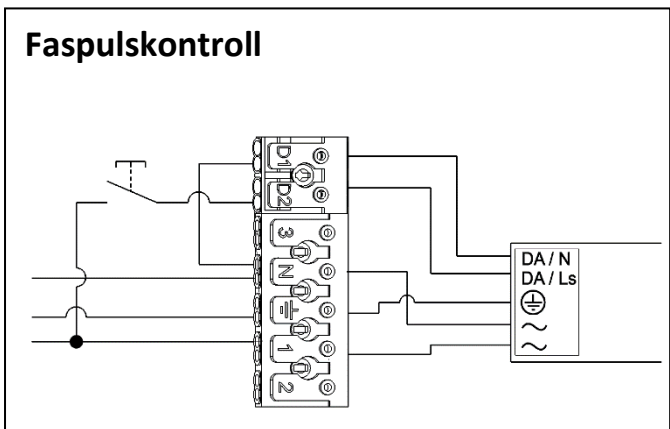 Faspulskontroll
D1
D2
3
N
1
2
DA / N
DA / Ls
~
~